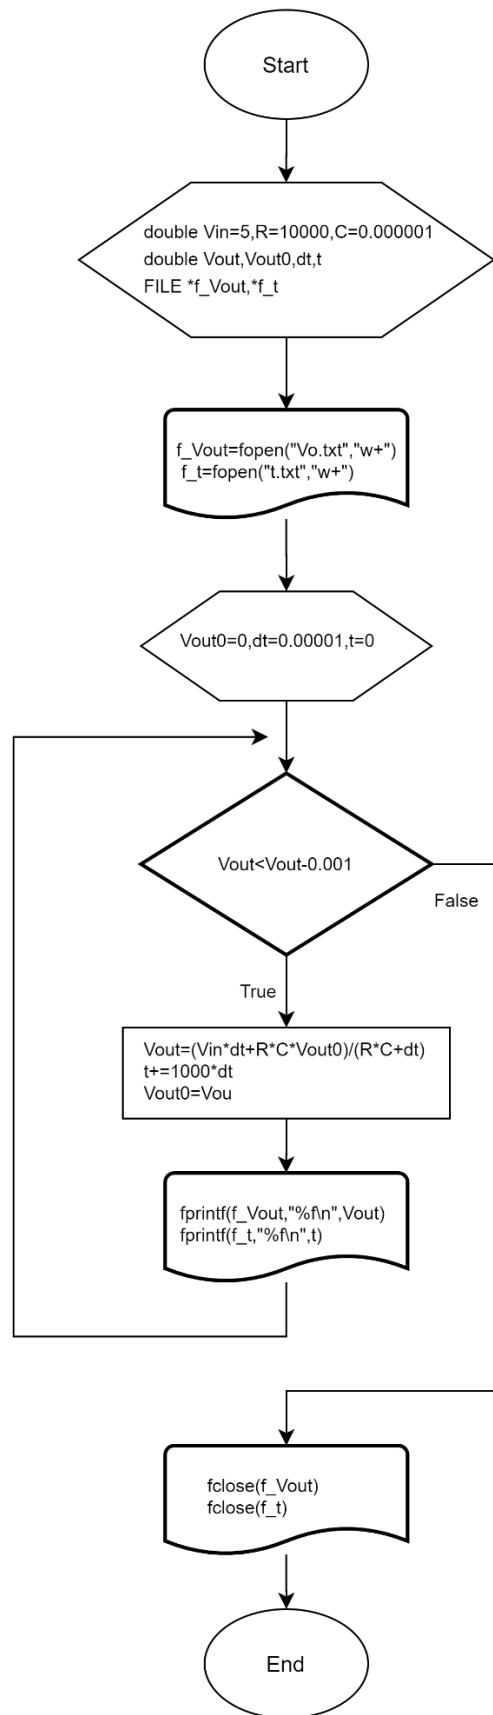 Start
double Vin=5,R=10000,C=0.000001
double Vout,Vout0,dt,t
FILE *f_Vout,*f_t
f_Vout=fopen("Vo.txt","w+")
f_t=fopen("t.txt","w+")
Vout0=0,dt=0.00001,t=0
Vout<Vout-0.001
False
True
Vout=(Vin*dt+R*C*Vout0)/(R*C+dt)
t+=1000*dt
Vout0=Vou
fprintf(f_Vout,"%f\n",Vout)
fprintf(f_t,"%f\n",t)
fclose(f_Vout)
fclose(f_t)
End